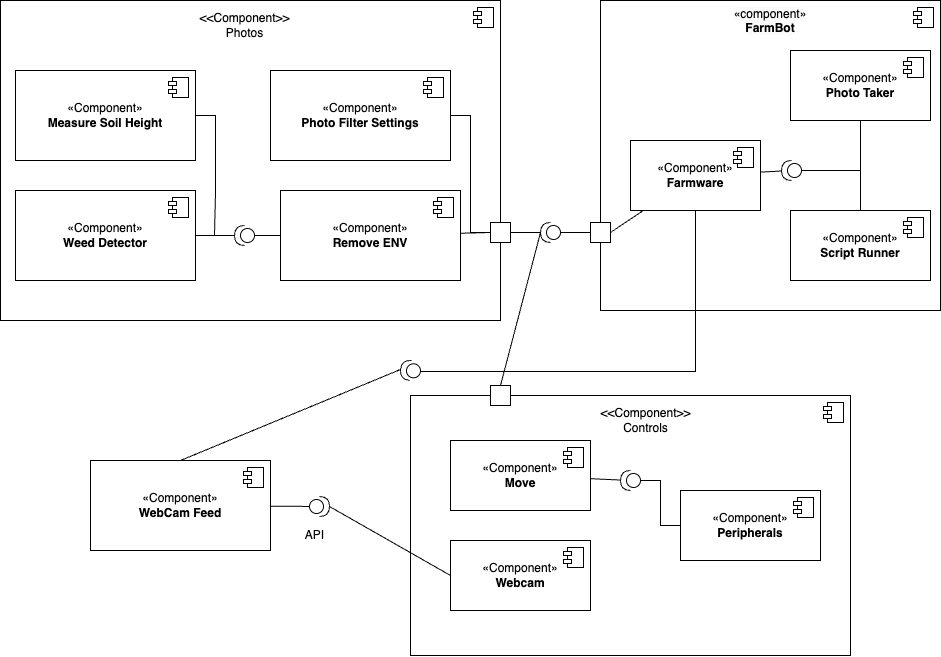 <<Component>>
Photos
«Component»
Measure Soil Height
«Component»
Photo Filter Settings
«Component»
Weed Detector
«Component»
Remove ENV
«component»
FarmBot
«Component»
Photo Taker
«Component»
Farmware
«Component»
Script Runner
<<Component>>
Controls
«Component»
Move
«Component»
WebCam Feed
API
«Component»
Peripherals
«Component»
Webcam